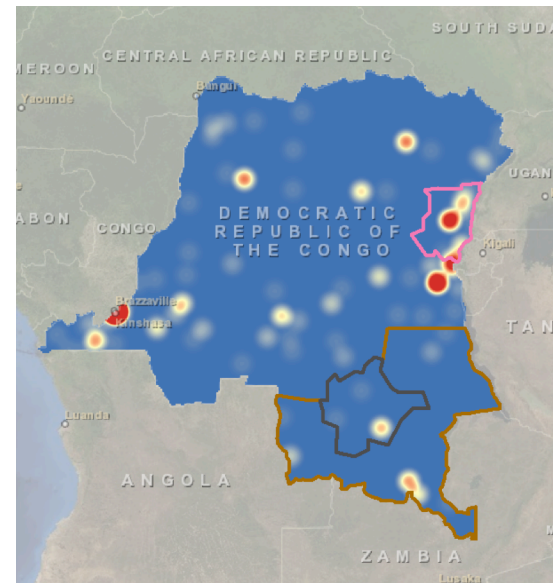 SOUTH SUDA
CENTRAL AFRICAN REPUBLIC
MEROON
Bangui
Yaoundé
UGAN
DEMOCRATIC
REPUBLIC OF
THE CONGO
ABON
CONGO
Kigali
Brazzaville
Kinshasa
TAN
Luanda
ANGOLA
M
ZAMBIA
Lusaka